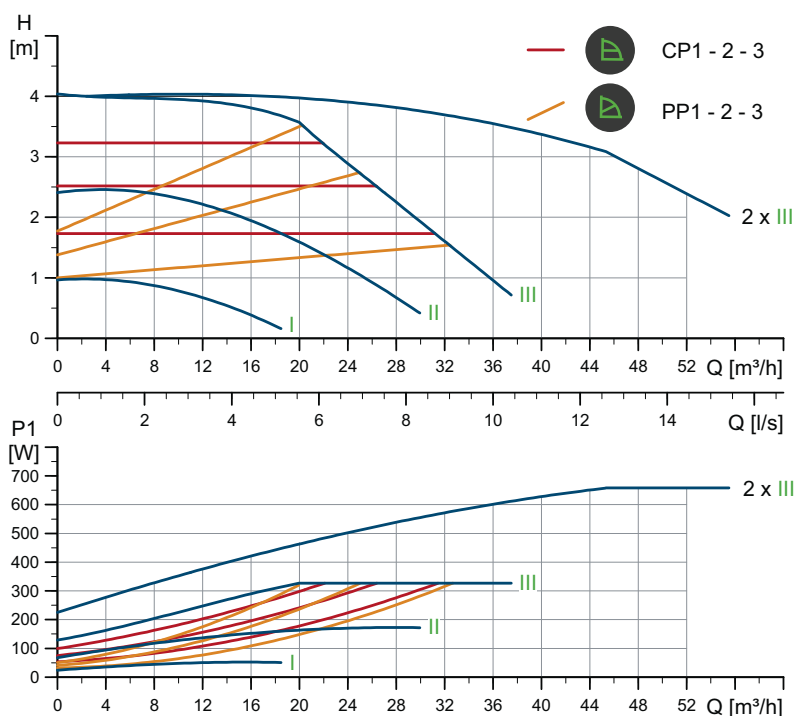 H
[m]
CP1 - 2 - 3
PP1 - 2 - 3
4
3
2
1
0
2 x III
III
II
I
0 4 8 12 16 20 24 28 32 36 40 44 48 52 Q [m³/h]
0 2 4 6 8 10 12 14 Q [l/s]
P1
[W]
700
600
500
400
300
200
100
0
2 x III
III
II
I
0 4 8 12 16 20 24 28 32 36 40 44 48 52 Q [m³/h]